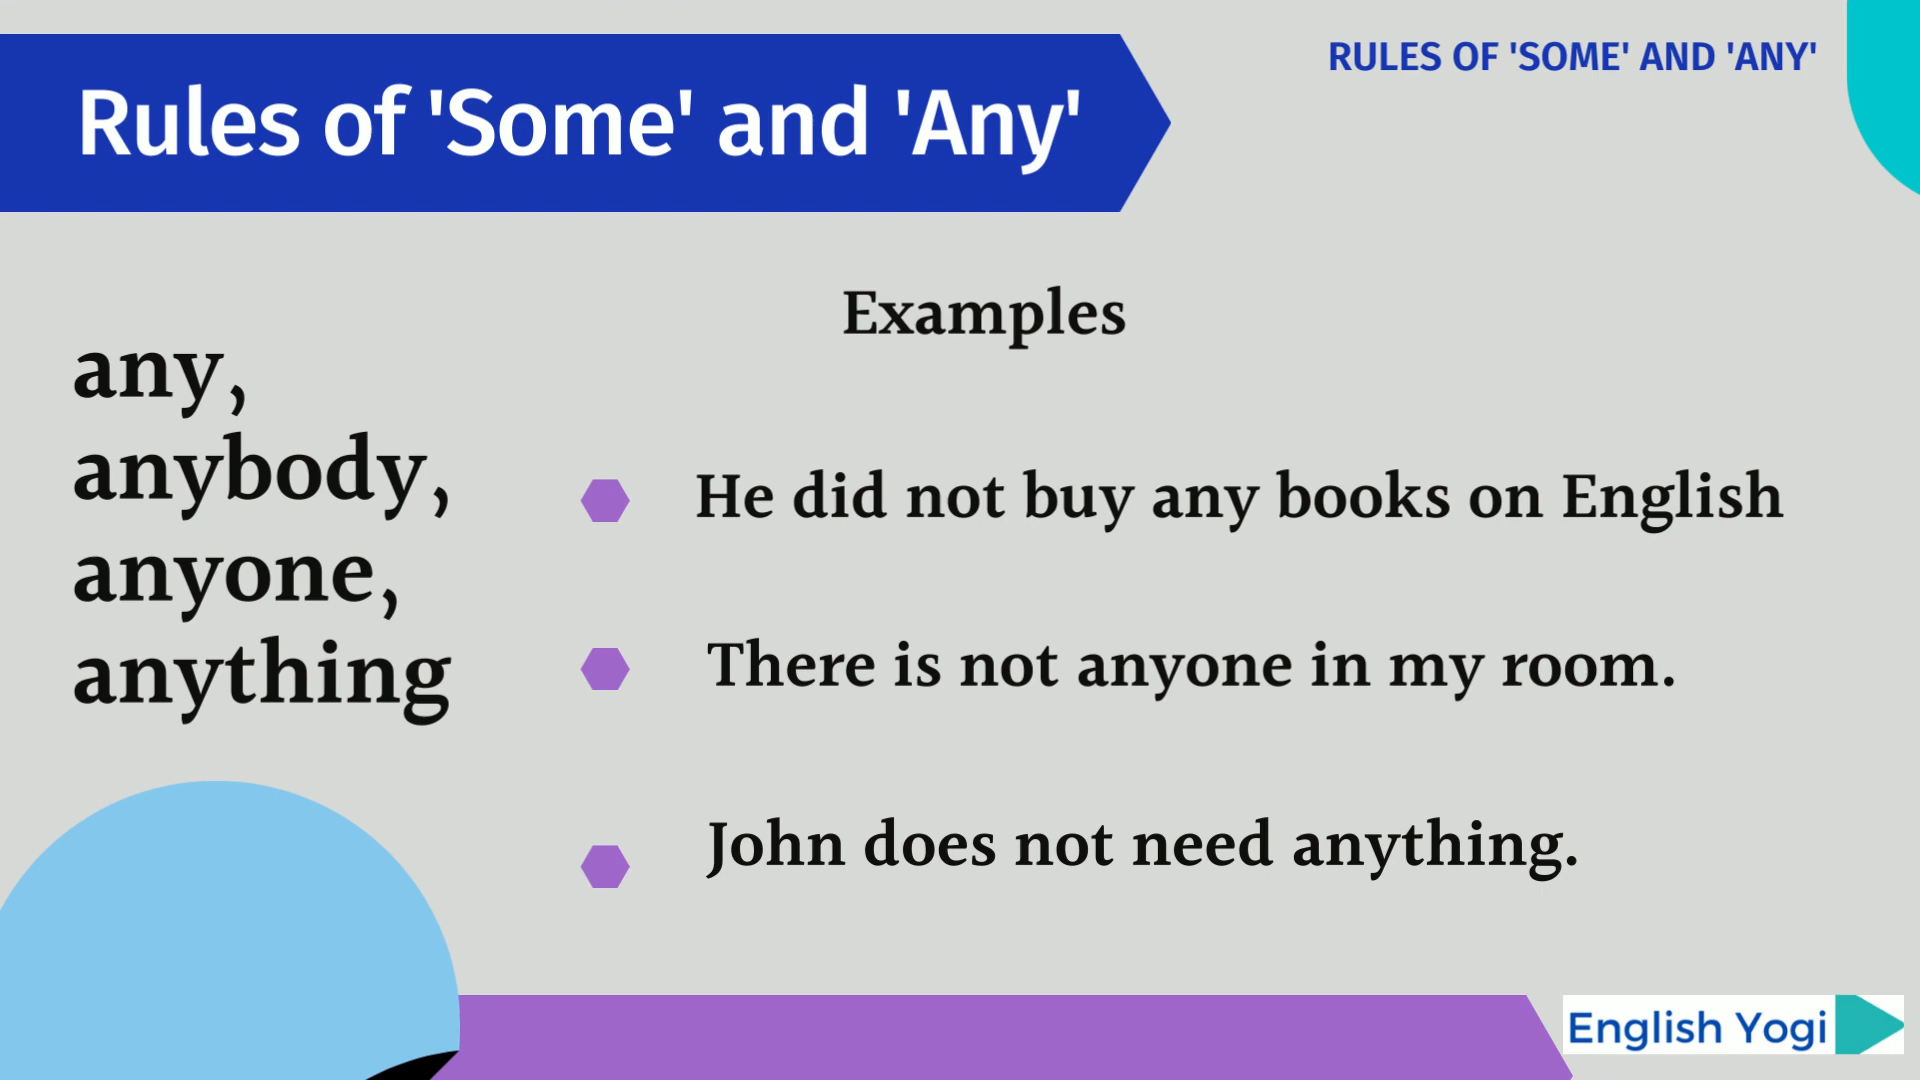 RULES OF 'SOME' AND 'ANY'
Rules of 'Some' and 'Any'
any,
anybody,
anyone,
anything
Examples
He did not buy any books on English
There is not anyone in my room.
John does not need anything.
English Yogi